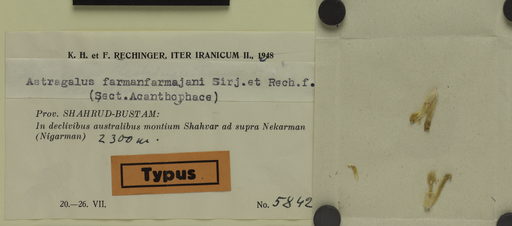 K. H. et F. RECHINGER, ITER IRANICUM II., 1948
Astragalus farmanfarmajani Sirj.et Rech.f.
(Sect.Acanthophace)
Prov. SHAHRUD-BUSTAM:
In declivibus australibus montium Shahvar ad supra Nekarman
(Nigarman) 2300 m.
Typus
20.—26. VII.
No. 5842